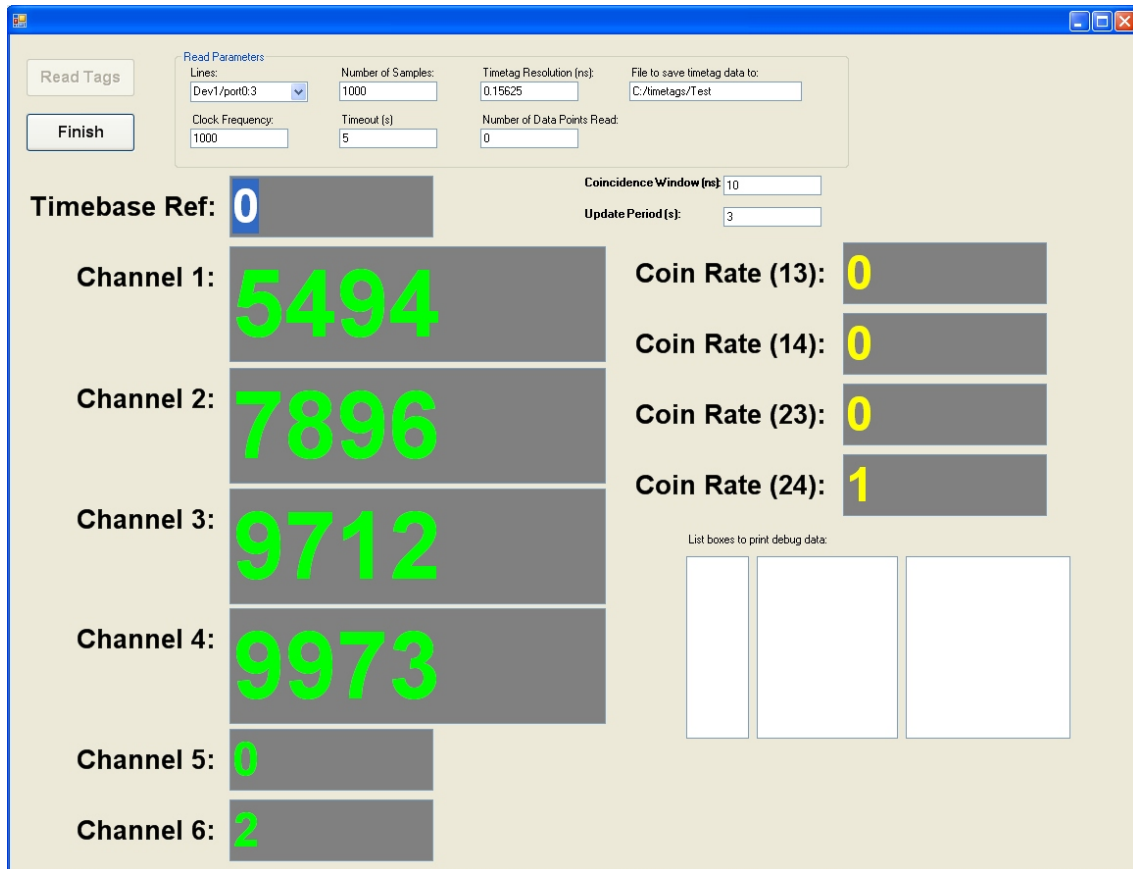 Read Tags
Finish
Read Parameters
Lines: Number of Samples: Timetag Resolution (ns): File to save timetag data to:
Dev1/port0:3 1000 0.15625 C:/timetags/Test
Clock Frequency: Timeout (s) Number of Data Points Read:
1000 5 0
Timebase Ref: 0
Coincidence Window (ns): 10
Update Period (s): 3
Channel 1: 5494
Channel 2: 7896
Channel 3: 9712
Channel 4: 9973
Channel 5: 0
Channel 6: 2
Coin Rate (13): 0
Coin Rate (14): 0
Coin Rate (23): 0
Coin Rate (24): 1
List boxes to print debug data: